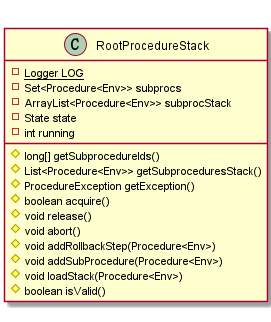 C RootProcedureStack
Logger LOG
Set<Procedure<Env>> subprocs
ArrayList<Procedure<Env>> subprocStack
State state
int running
long[] getSubprocedureIds()
List<Procedure<Env>> getSubproceduresStack()
ProcedureException getException()
boolean acquire()
void release()
void abort()
void addRollbackStep(Procedure<Env>)
void addSubProcedure(Procedure<Env>)
void loadStack(Procedure<Env>)
boolean isValid()